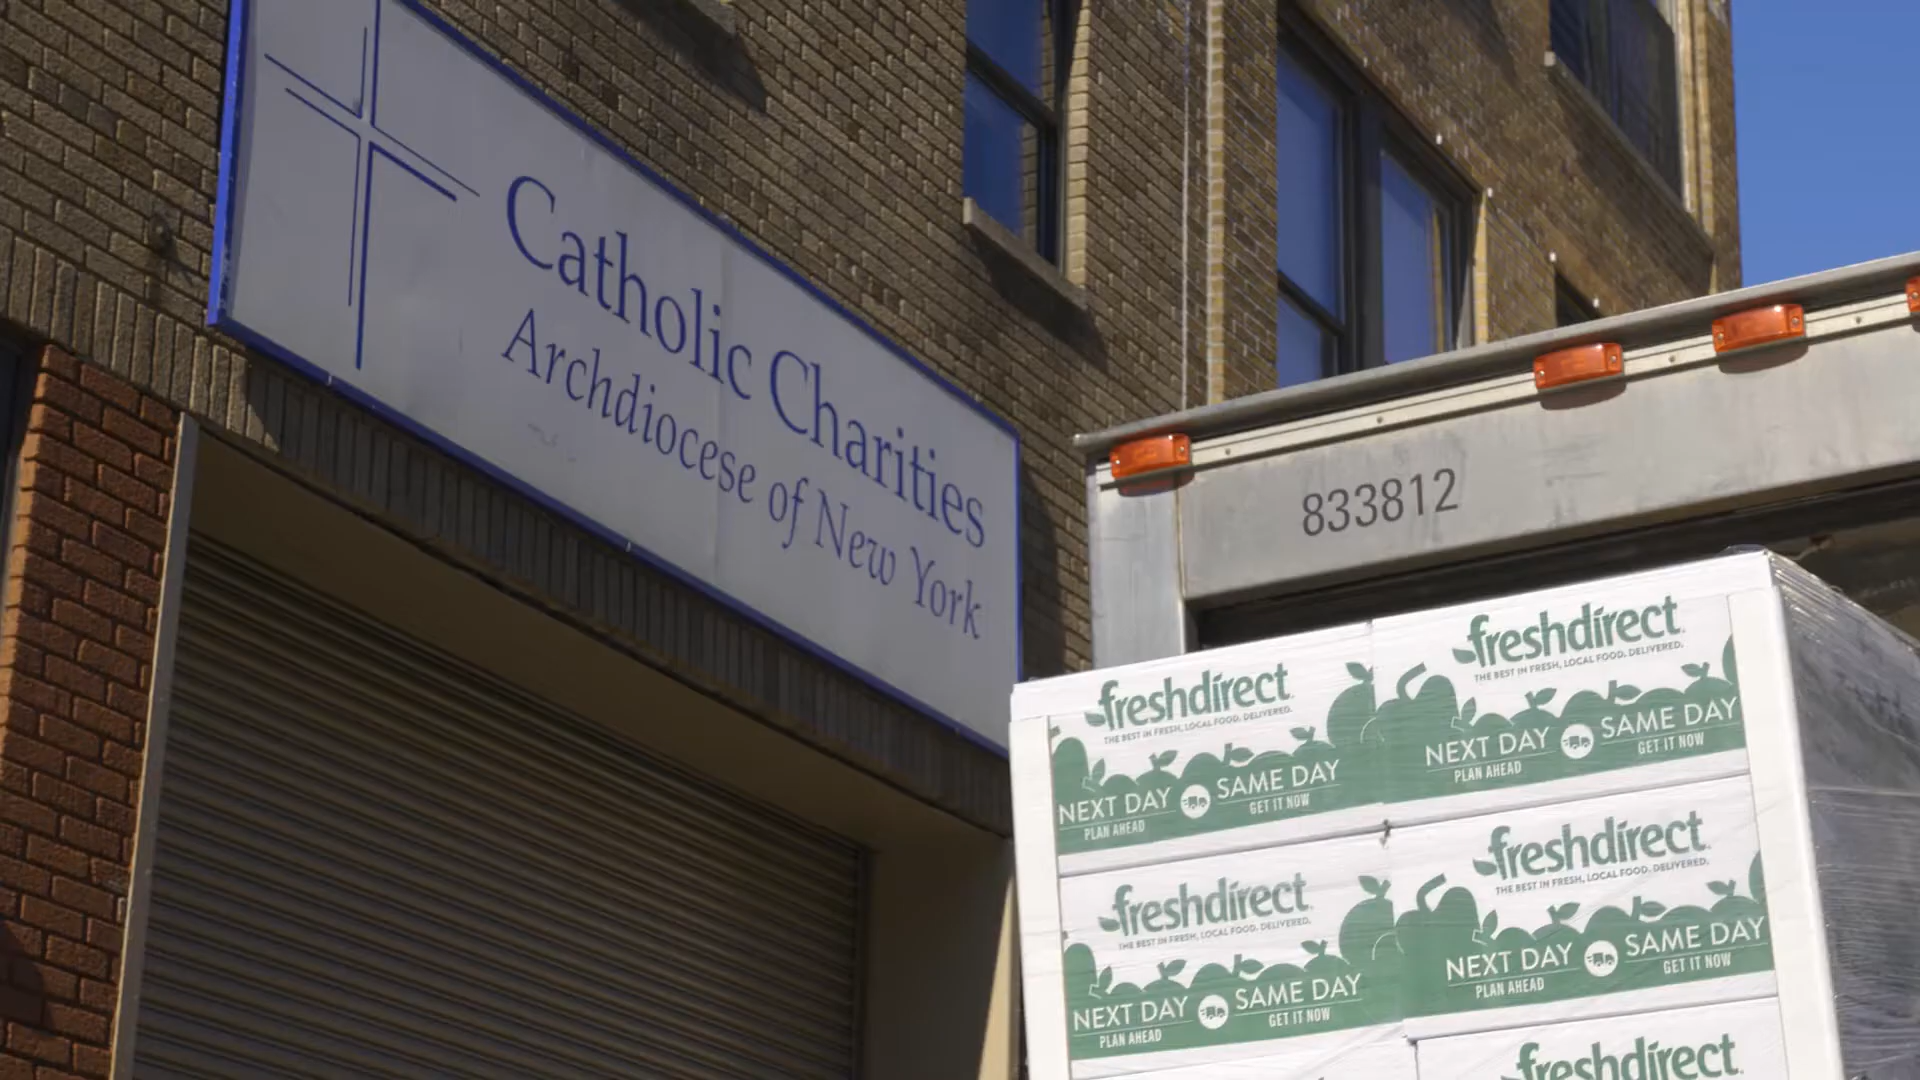 Catholic Charities
Archdiocese of New York
833812
freshdirect
THE BEST IN FRESH, LOCAL FOOD, DELIVERED.
NEXT DAY SAME DAY
PLAN AHEAD GET IT NOW
freshdirect
THE BEST IN FRESH, LOCAL FOOD, DELIVERED.
NEXT DAY SAME DAY
PLAN AHEAD GET IT NOW
freshdirect
THE BEST IN FRESH, LOCAL FOOD, DELIVERED.
NEXT DAY SAME DAY
PLAN AHEAD GET IT NOW
freshdirect
THE BEST IN FRESH, LOCAL FOOD, DELIVERED.
NEXT DAY SAME DAY
PLAN AHEAD GET IT NOW
freshdirect